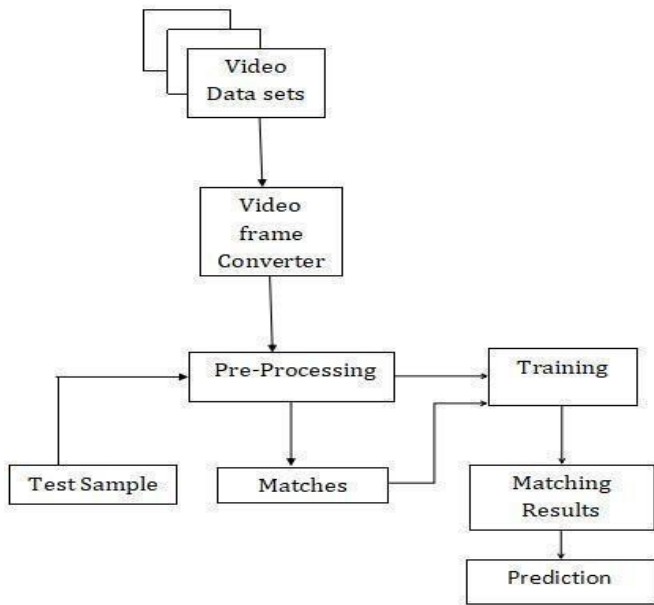 Video
Data sets
Video
frame
Converter
Pre-Processing
Training
Test Sample
Matches
Matching
Results
Prediction